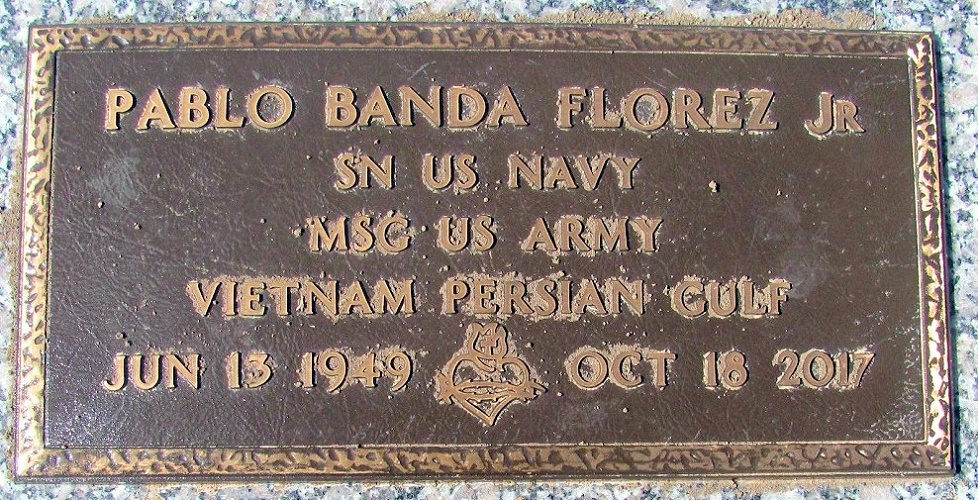 PABLO BANDA FLOREZ JR
SN US NAVY
MSG US ARMY
VIETNAM PERSIAN GULF
JUN 13 1949 OCT 18 2017